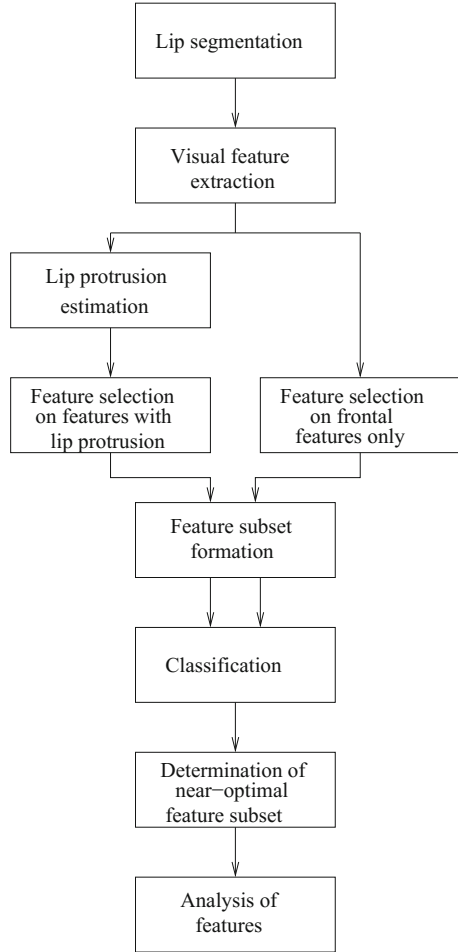 Lip segmentation
Visual feature
extraction
Lip protrusion
estimation
Feature selection
on features with
lip protrusion
Feature selection
on frontal
features only
Feature subset
formation
Classification
Determination of
near−optimal
feature subset
Analysis of
features